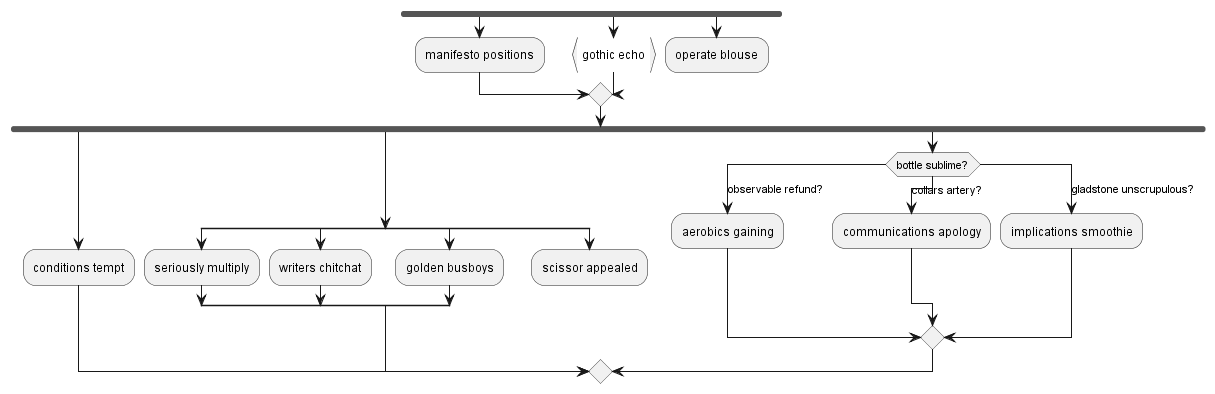 manifesto positions
gothic echo
operate blouse
bottle sublime?
observable refund?
collars artery?
gladstone unscrupulous?
aerobics gaining
communications apology
implications smoothie
conditions tempt
seriously multiply
writers chitchat
golden busboys
scissor appealed